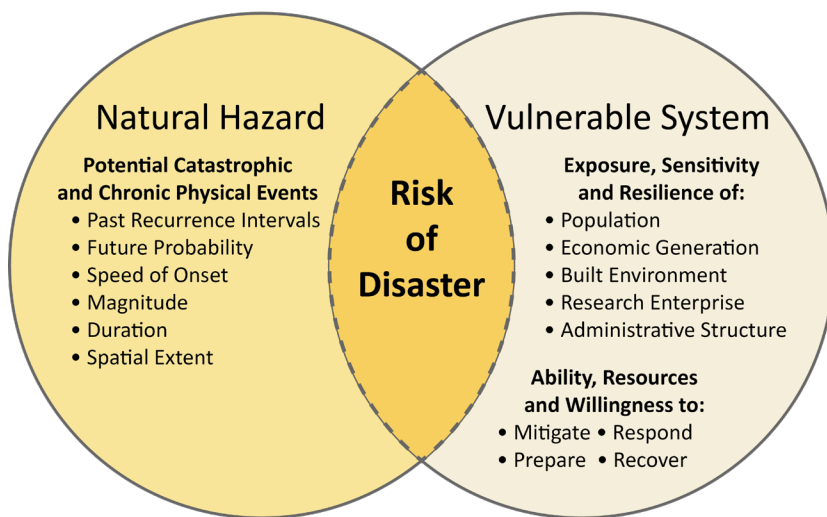 Natural Hazard
Potential Catastrophic
and Chronic Physical Events
• Past Recurrence Intervals
• Future Probability
• Speed of Onset
• Magnitude
• Duration
• Spatial Extent
Risk
of
Disaster
Vulnerable System
Exposure, Sensitivity
and Resilience of:
• Population
• Economic Generation
• Built Environment
• Research Enterprise
• Administrative Structure
Ability, Resources
and Willingness to:
• Mitigate • Respond
• Prepare • Recover